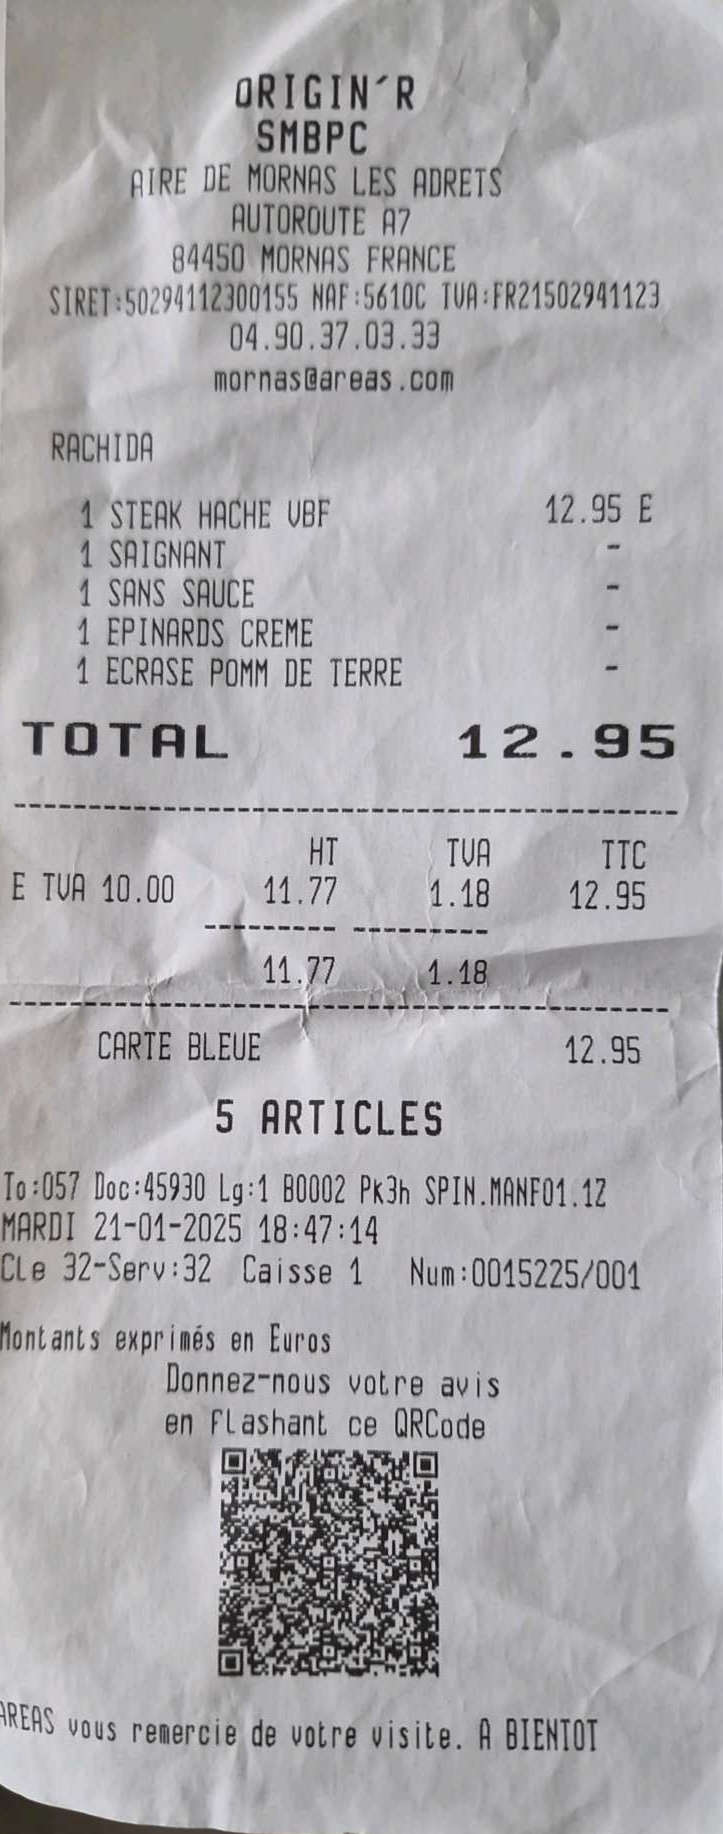 ORIGIN´R
SMBPC
AIRE DE MORNAS LES ADRETS
AUTOROUTE A7
84450 MORNAS FRANCE
SIRET:50294112300155 NAF:5610C TVA:FR21502941123
04.90.37.03.33
mornas@areas.com
RACHIDA
1 STEAK HACHE VBF 12.95 E
1 SAIGNANT -
1 SANS SAUCE -
1 EPINARDS CREME -
1 ECRASE POMM DE TERRE -
TOTAL 12.95
HT TVA TTC
E TVA 10.00 11.77 1.18 12.95
11.77 1.18
CARTE BLEUE 12.95
5 ARTICLES
To:057 Doc:45930 Lg:1 B0002 Pk3h SPIN.MANF01.1Z
MARDI 21-01-2025 18:47:14
Cle 32-Serv:32 Caisse 1 Num:0015225/001
Montants exprimés en Euros
Donnez-nous votre avis
en flashant ce QRCode
AREAS vous remercie de votre visite. A BIENTOT